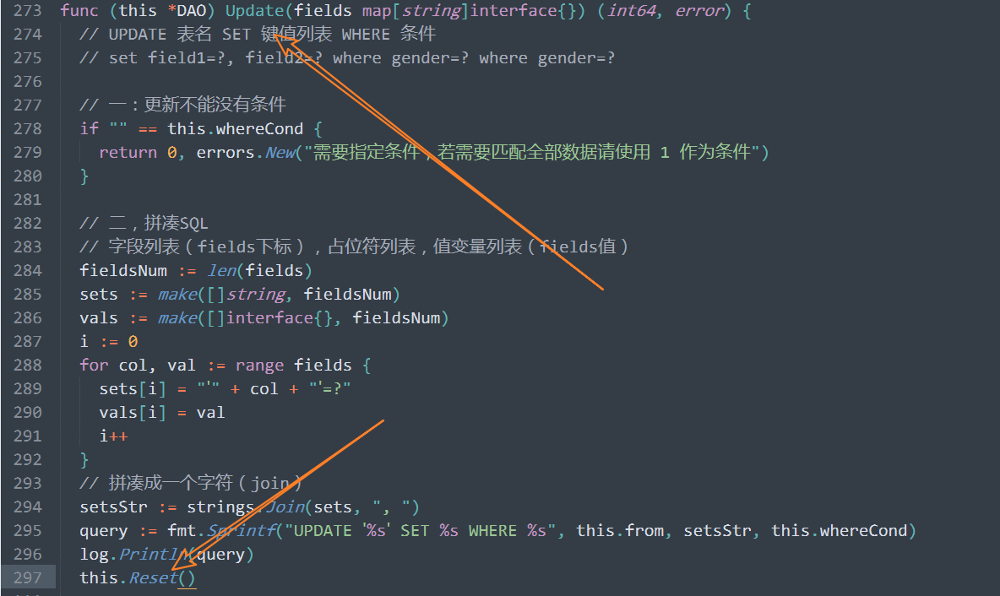 273 func (this *DAO) Update(fields map[string]interface{}) (int64, error) {
274 // UPDATE 表名 SET 键值列表 WHERE 条件
275 // set field1=?, field2=? where gender=? where gender=?
276
277 // 一：更新不能没有条件
278 if "" == this.whereCond {
279 return 0, errors.New("需要指定条件，若需要匹配全部数据请使用 1 作为条件")
280 }
281
282 // 二，拼凑SQL
283 // 字段列表（fields下标），占位符列表，值变量列表（fields值）
284 fieldsNum := len(fields)
285 sets := make([]string, fieldsNum)
286 vals := make([]interface{}, fieldsNum)
287 i := 0
288 for col, val := range fields {
289 sets[i] = "'" + col + "'=?"
290 vals[i] = val
291 i++
292 }
293 // 拼凑成一个字符（join）
294 setsStr := strings.Join(sets, ", ")
295 query := fmt.Sprintf("UPDATE '%s' SET %s WHERE %s", this.from, setsStr, this.whereCond)
296 log.Println(query)
297 this.Reset()